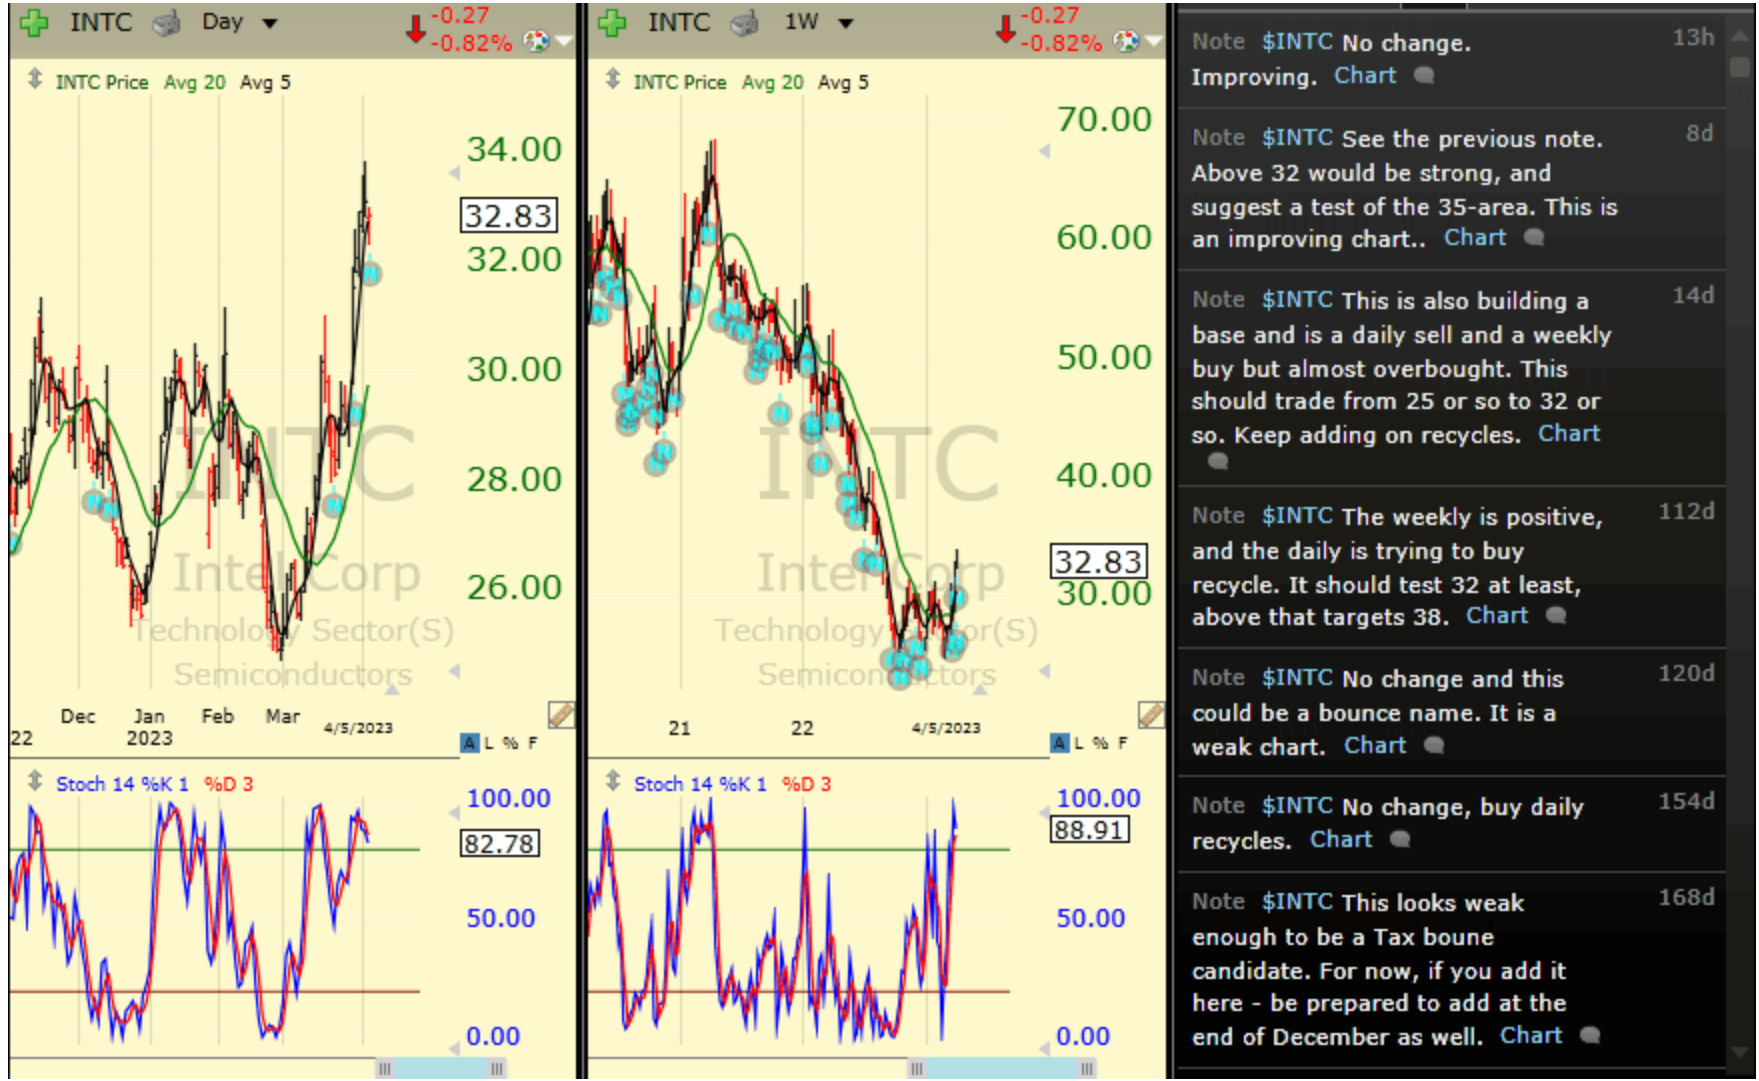 INTC Day -0.27
-0.82%
INTC Price Avg 20 Avg 5
34.00
32.83
32.00
30.00
28.00
26.00
INTC
Intel Corp
Technology Sector(S)
Semiconductors
Dec Jan Feb Mar
22 2023 4/5/2023
A L % F
Stoch 14 %K 1 %D 3
100.00
82.78
50.00
0.00
INTC 1W -0.27
-0.82%
INTC Price Avg 20 Avg 5
70.00
60.00
50.00
40.00
32.83
30.00
INTC
Intel Corp
Technology Sector(S)
Semiconductors
21 22 4/5/2023
A L % F
Stoch 14 %K 1 %D 3
100.00
88.91
50.00
0.00
Note $INTC No change. 13h
Improving. Chart
Note $INTC See the previous note. 8d
Above 32 would be strong, and
suggest a test of the 35-area. This is
an improving chart.. Chart
Note $INTC This is also building a 14d
base and is a daily sell and a weekly
buy but almost overbought. This
should trade from 25 or so to 32 or
so. Keep adding on recycles. Chart
Note $INTC The weekly is positive, 112d
and the daily is trying to buy
recycle. It should test 32 at least,
above that targets 38. Chart
Note $INTC No change and this 120d
could be a bounce name. It is a
weak chart. Chart
Note $INTC No change, buy daily 154d
recycles. Chart
Note $INTC This looks weak 168d
enough to be a Tax boune
candidate. For now, if you add it
here - be prepared to add at the
end of December as well. Chart